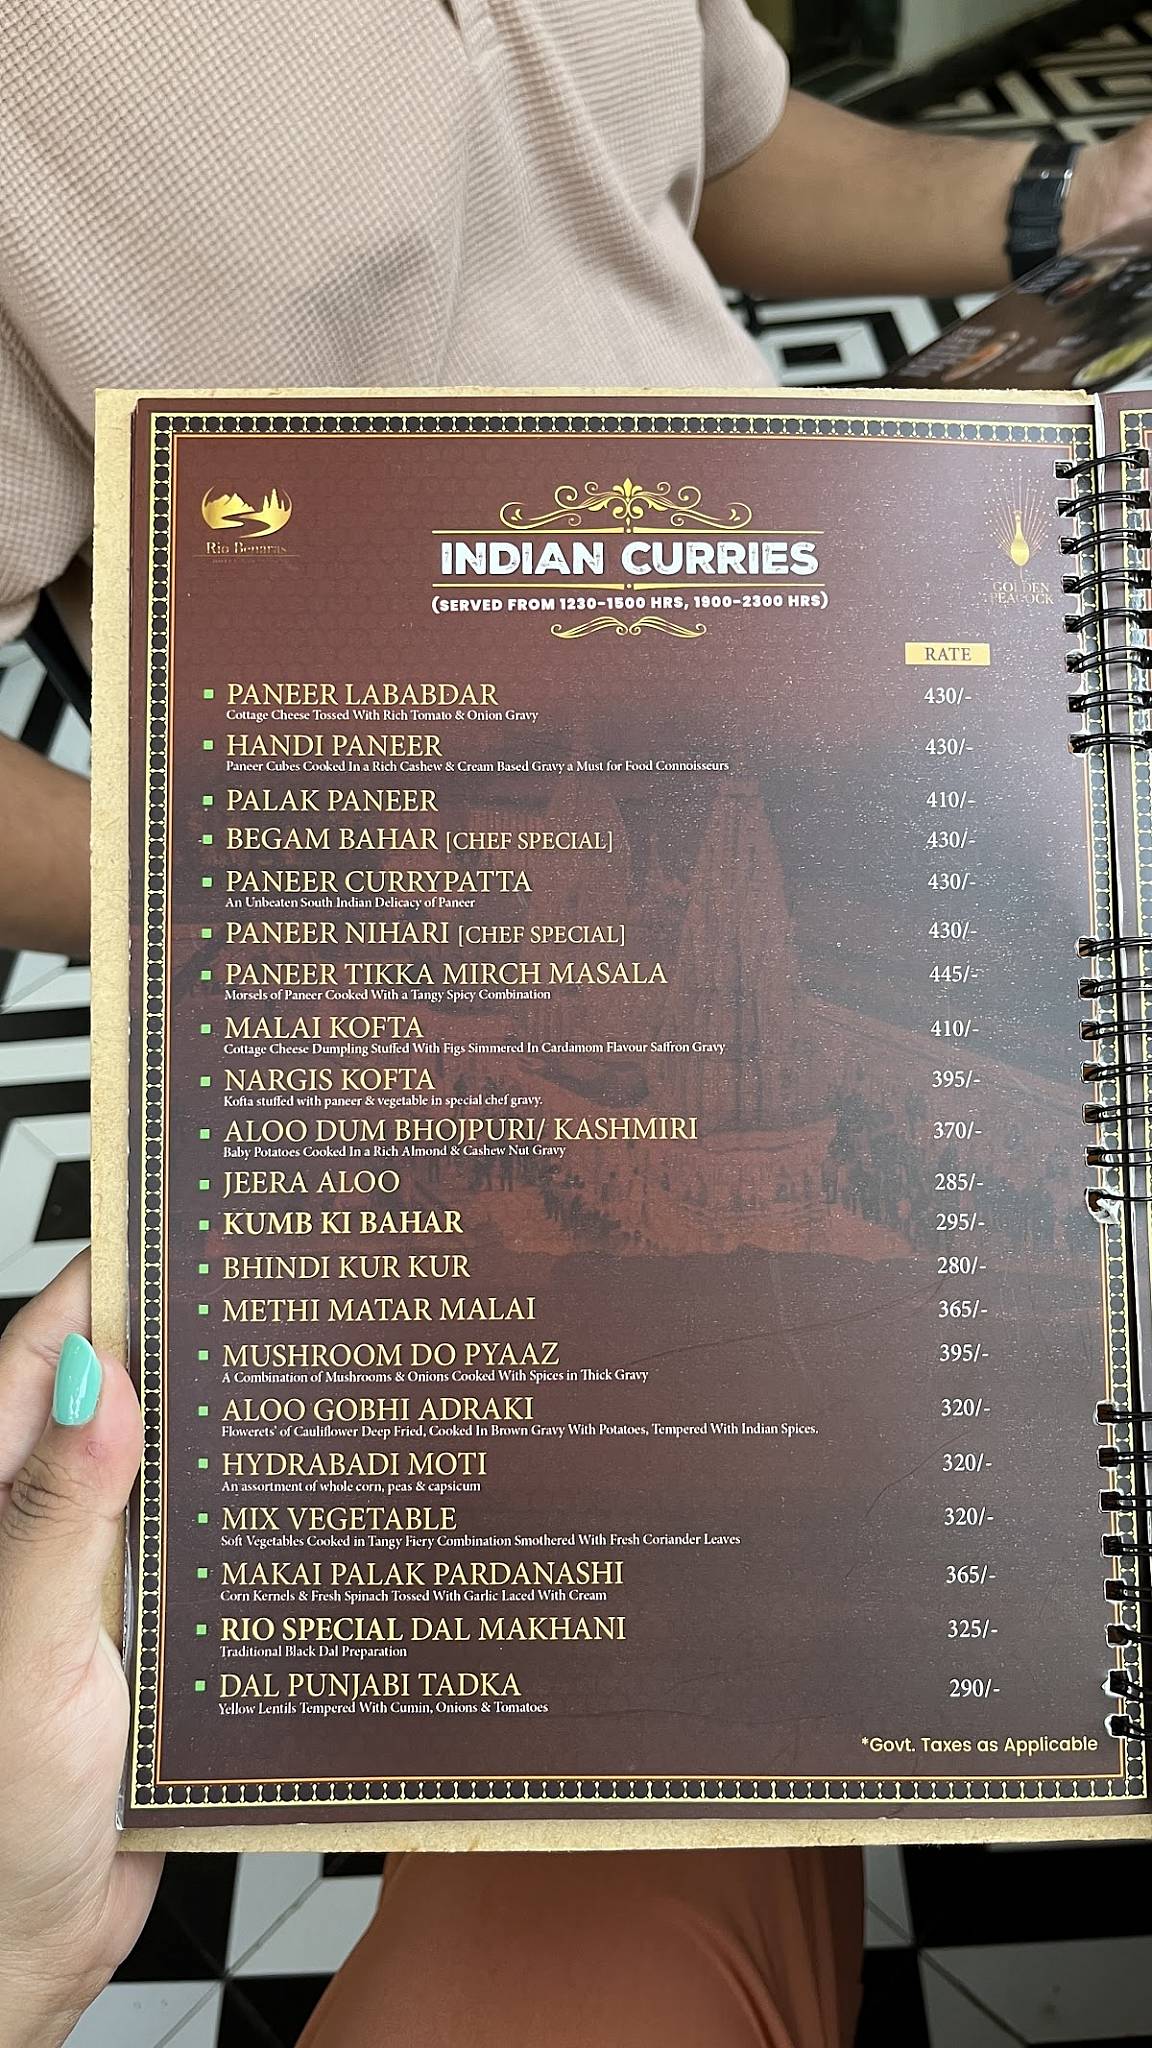 Rio Benaras
GOLDEN
PEACOCK
INDIAN CURRIES
(SERVED FROM 1230-1500 HRS, 1900-2300 HRS)
RATE
PANEER LABABDAR 430/-
Cottage Cheese Tossed With Rich Tomato & Onion Gravy
HANDI PANEER 430/-
Paneer Cubes Cooked In a Rich Cashew & Cream Based Gravy a Must for Food Connoisseurs
PALAK PANEER 410/-
BEGAM BAHAR [CHEF SPECIAL] 430/-
PANEER CURRYPATTA 430/-
An Unbeaten South Indian Delicacy of Paneer
PANEER NIHARI [CHEF SPECIAL] 430/-
PANEER TIKKA MIRCH MASALA 445/-
Morsels of Paneer Cooked With a Tangy Spicy Combination
MALAI KOFTA 410/-
Cottage Cheese Dumpling Stuffed With Figs Simmered In Cardamom Flavour Saffron Gravy
NARGIS KOFTA 395/-
Kofta stuffed with paneer & vegetable in special chef gravy.
ALOO DUM BHOJPURI/ KASHMIRI 370/-
Baby Potatoes Cooked In a Rich Almond & Cashew Nut Gravy
JEERA ALOO 285/-
KUMB KI BAHAR 295/-
BHINDI KUR KUR 280/-
METHI MATAR MALAI 365/-
MUSHROOM DO PYAAZ 395/-
A Combination of Mushrooms & Onions Cooked With Spices in Thick Gravy
ALOO GOBHI ADRAKI 320/-
Flowerets' of Cauliflower Deep Fried, Cooked In Brown Gravy With Potatoes, Tempered With Indian Spices.
HYDRABADI MOTI 320/-
An assortment of whole corn, peas & capsicum
MIX VEGETABLE 320/-
Soft Vegetables Cooked in Tangy Fiery Combination Smothered With Fresh Coriander Leaves
MAKAI PALAK PARDANASHI 365/-
Corn Kernels & Fresh Spinach Tossed With Garlic Laced With Cream
RIO SPECIAL DAL MAKHANI 325/-
Traditional Black Dal Preparation
DAL PUNJABI TADKA 290/-
Yellow Lentils Tempered With Cumin, Onions & Tomatoes
*Govt. Taxes as Applicable